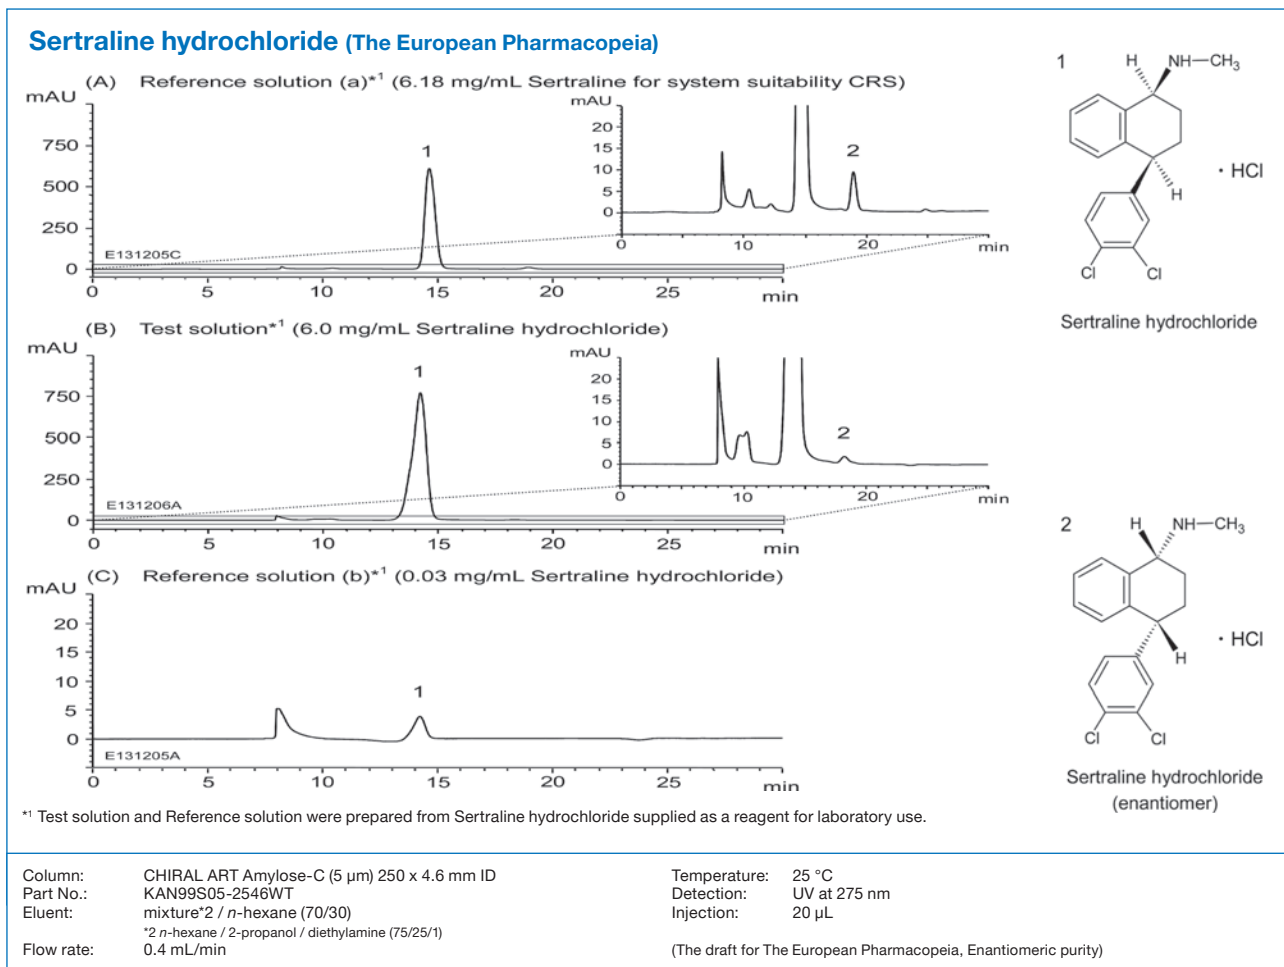 Sertraline hydrochloride (The European Pharmacopeia)
(A) Reference solution (a)*1 (6.18 mg/mL Sertraline for system suitability CRS)
mAU
750
500
250
0
1
E131205C
0 5 10 15 20 25 min
mAU
20
15
10
5
0
2
0 10 20 min
(B) Test solution*1 (6.0 mg/mL Sertraline hydrochloride)
mAU
750
500
250
0
1
E131206A
0 5 10 15 20 25 min
mAU
20
15
10
5
0
2
0 10 20 min
(C) Reference solution (b)*1 (0.03 mg/mL Sertraline hydrochloride)
mAU
20
15
10
5
0
1
E131205A
0 5 10 15 20 25 min
1
H NH CH3
H
· HCl
Cl
Cl
Sertraline hydrochloride
2
H NH CH3
H
· HCl
Cl
Cl
Sertraline hydrochloride
(enantiomer)
*1 Test solution and Reference solution were prepared from Sertraline hydrochloride supplied as a reagent for laboratory use.
Column: CHIRAL ART Amylose-C (5 µm) 250 x 4.6 mm ID
Part No.: KAN99S05-2546WT
Eluent: mixture*2 / n-hexane (70/30)
*2 n-hexane / 2-propanol / diethylamine (75/25/1)
Flow rate: 0.4 mL/min
Temperature: 25 °C
Detection: UV at 275 nm
Injection: 20 µL
(The draft for The European Pharmacopeia, Enantiomeric purity)